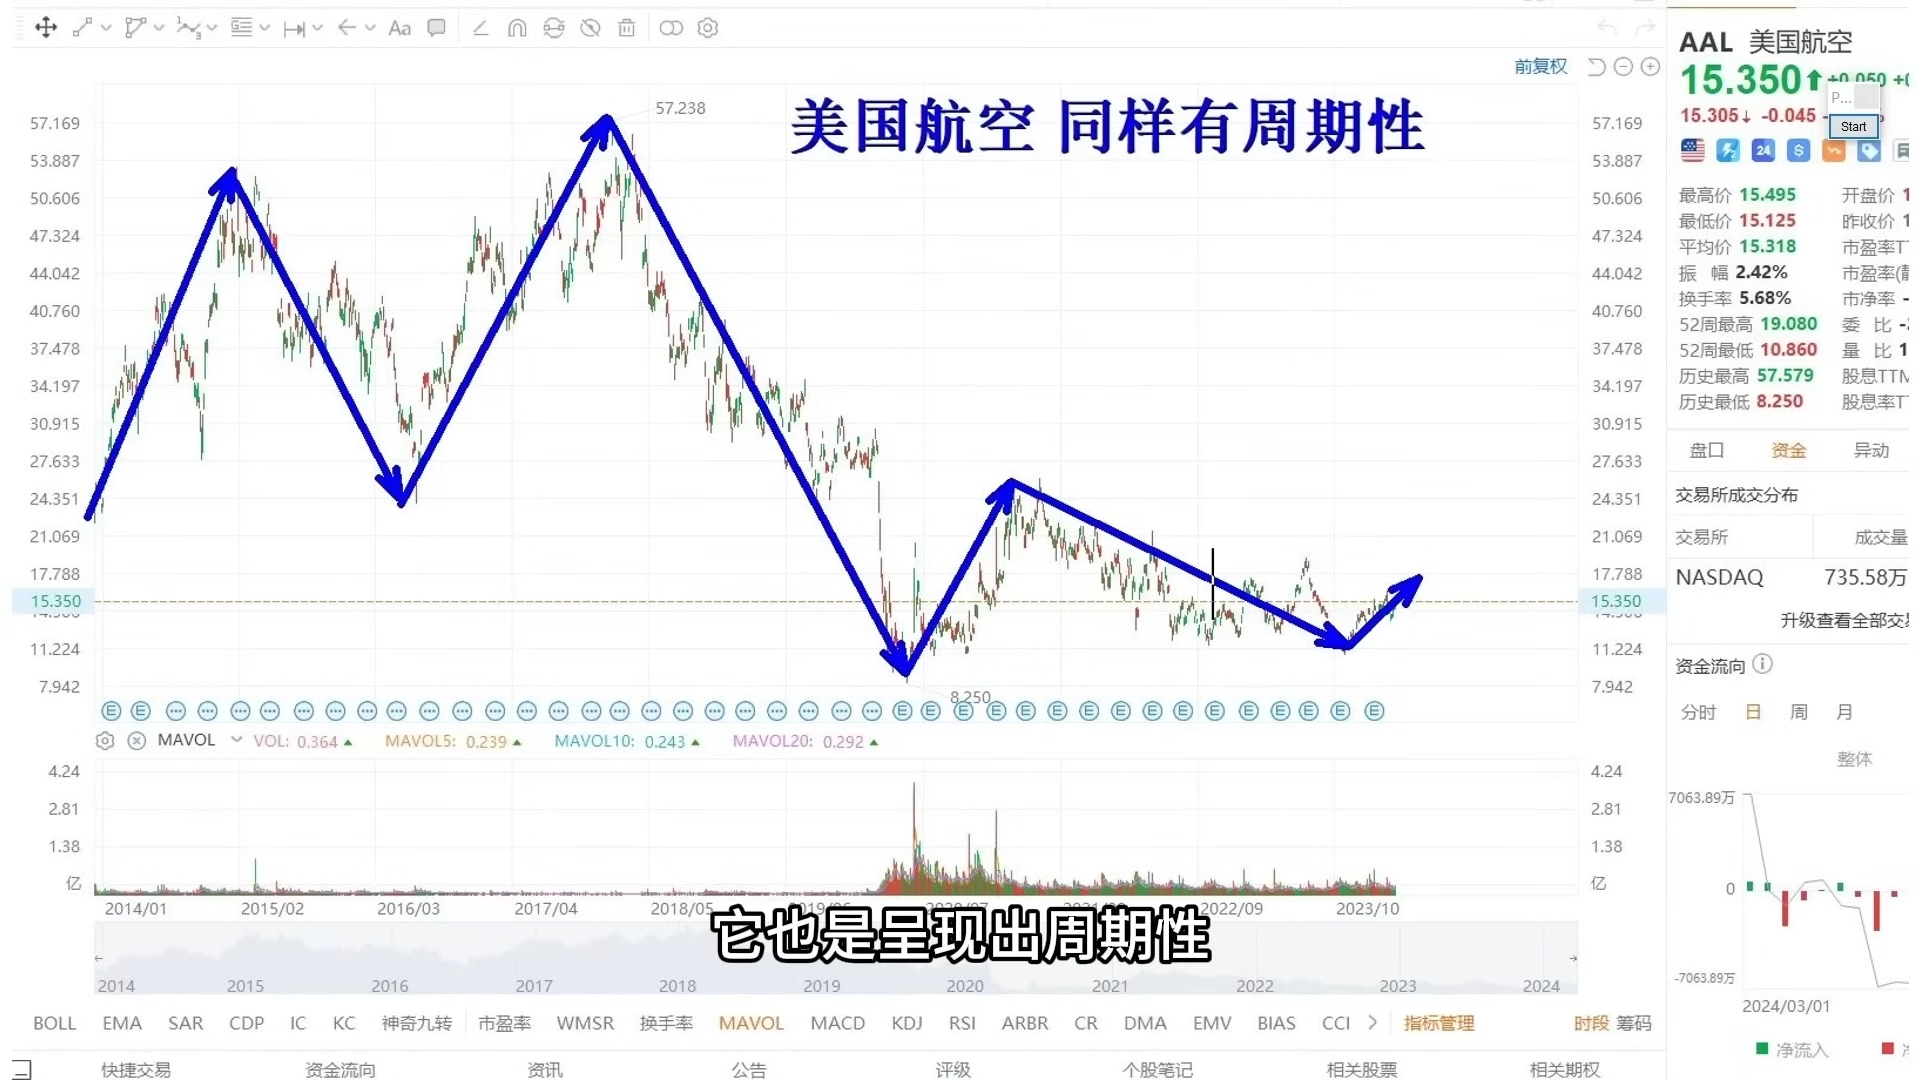 Aa
前复权
AAL 美国航空
15.350 +0.050
15.305 -0.045
P...
Start
24
57.238
美国航空 同样有周期性
57.169 57.169
53.887 53.887
50.606 50.606
47.324 47.324
44.042 44.042
40.760 40.760
37.478 37.478
34.197 34.197
30.915 30.915
27.633 27.633
24.351 24.351
21.069 21.069
17.788 17.788
15.350 15.350
11.224 11.224
7.942 7.942
8.250
最高价 15.495 开盘价
最低价 15.125 昨收价
平均价 15.318 市盈率
振 幅 2.42% 市盈率
换手率 5.68% 市净率
52周最高 19.080 委 比
52周最低 10.860 量 比
历史最高 57.579 股息TTM
历史最低 8.250 股息率
盘口 资金 异动
交易所成交分布
交易所 成交量
NASDAQ 735.58万
升级查看全部交易
资金流向
分时 日 周 月
整体
7063.89万
0
-7063.89万
2024/03/01
净流入
MAVOL VOL: 0.364 MAVOL5: 0.239 MAVOL10: 0.243 MAVOL20: 0.292
4.24 4.24
2.81 2.81
1.38 1.38
亿 亿
2014/01 2015/02 2016/03 2017/04 2018/05 2019/06 2020/07 2021/08 2022/09 2023/10
它也是呈现出周期性
2014 2015 2016 2017 2018 2019 2020 2021 2022 2023 2024
BOLL EMA SAR CDP IC KC 神奇九转 市盈率 WMSR 换手率 MAVOL MACD KDJ RSI ARBR CR DMA EMV BIAS CCI 指标管理 时段 筹码
快捷交易 资金流向 资讯 公告 评级 个股笔记 相关股票 相关期权